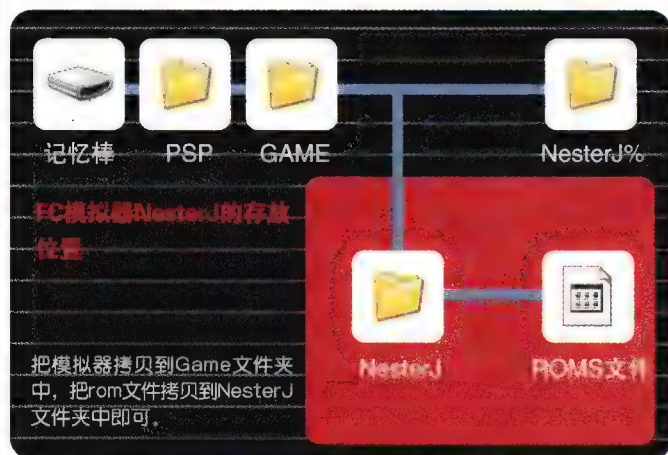 记忆棒
PSP
GAME
NesterJ%
FC模拟器NesterJ的存放
位置
NesterJ
ROMS文件
把模拟器拷贝到Game文件夹
中，把rom文件拷贝到NesterJ
文件夹中即可。